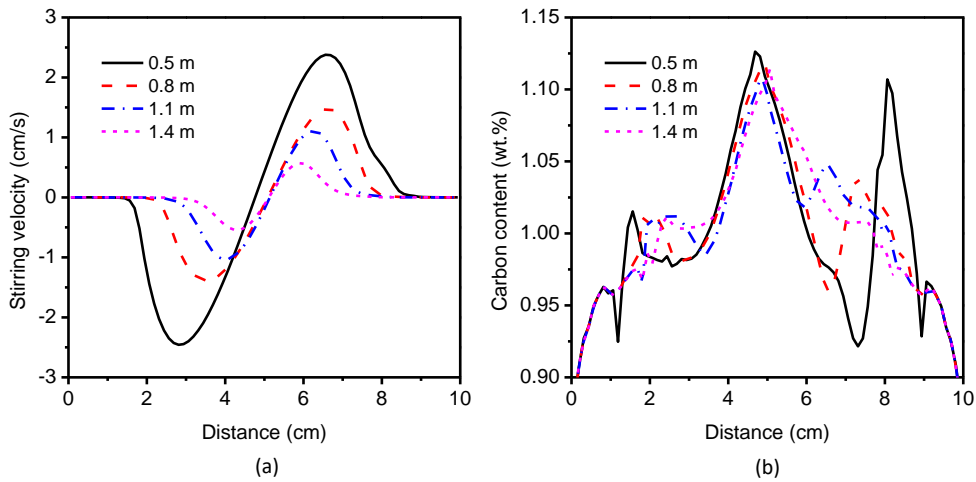 3
2
1
0
-1
-2
-3
0 2 4 6 8 10
Stirring velocity (cm/s)
Distance (cm)
0.5 m
0.8 m
1.1 m
1.4 m
(a)
1.15
1.10
1.05
1.00
0.95
0.90
0 2 4 6 8 10
Carbon content (wt.%)
Distance (cm)
0.5 m
0.8 m
1.1 m
1.4 m
(b)